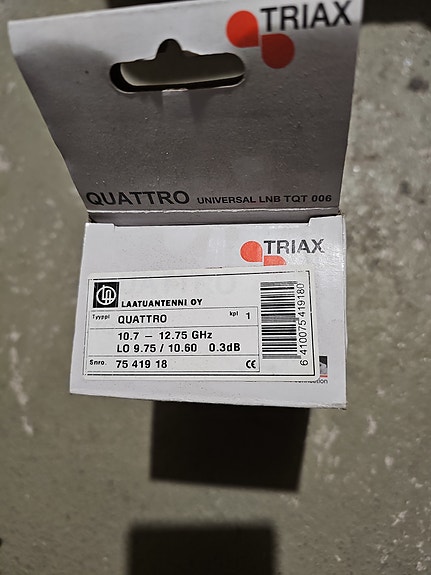 TRIAX
QUATTRO UNIVERSAL LNB TQT 006
TRIAX
LAATUANTENNI OY
Tyyppi QUATTRO kpl 1
10.7 – 12.75 GHz
LO 9.75 / 10.60 0.3dB
Snro. 75 419 18 CE
6 410075 419180